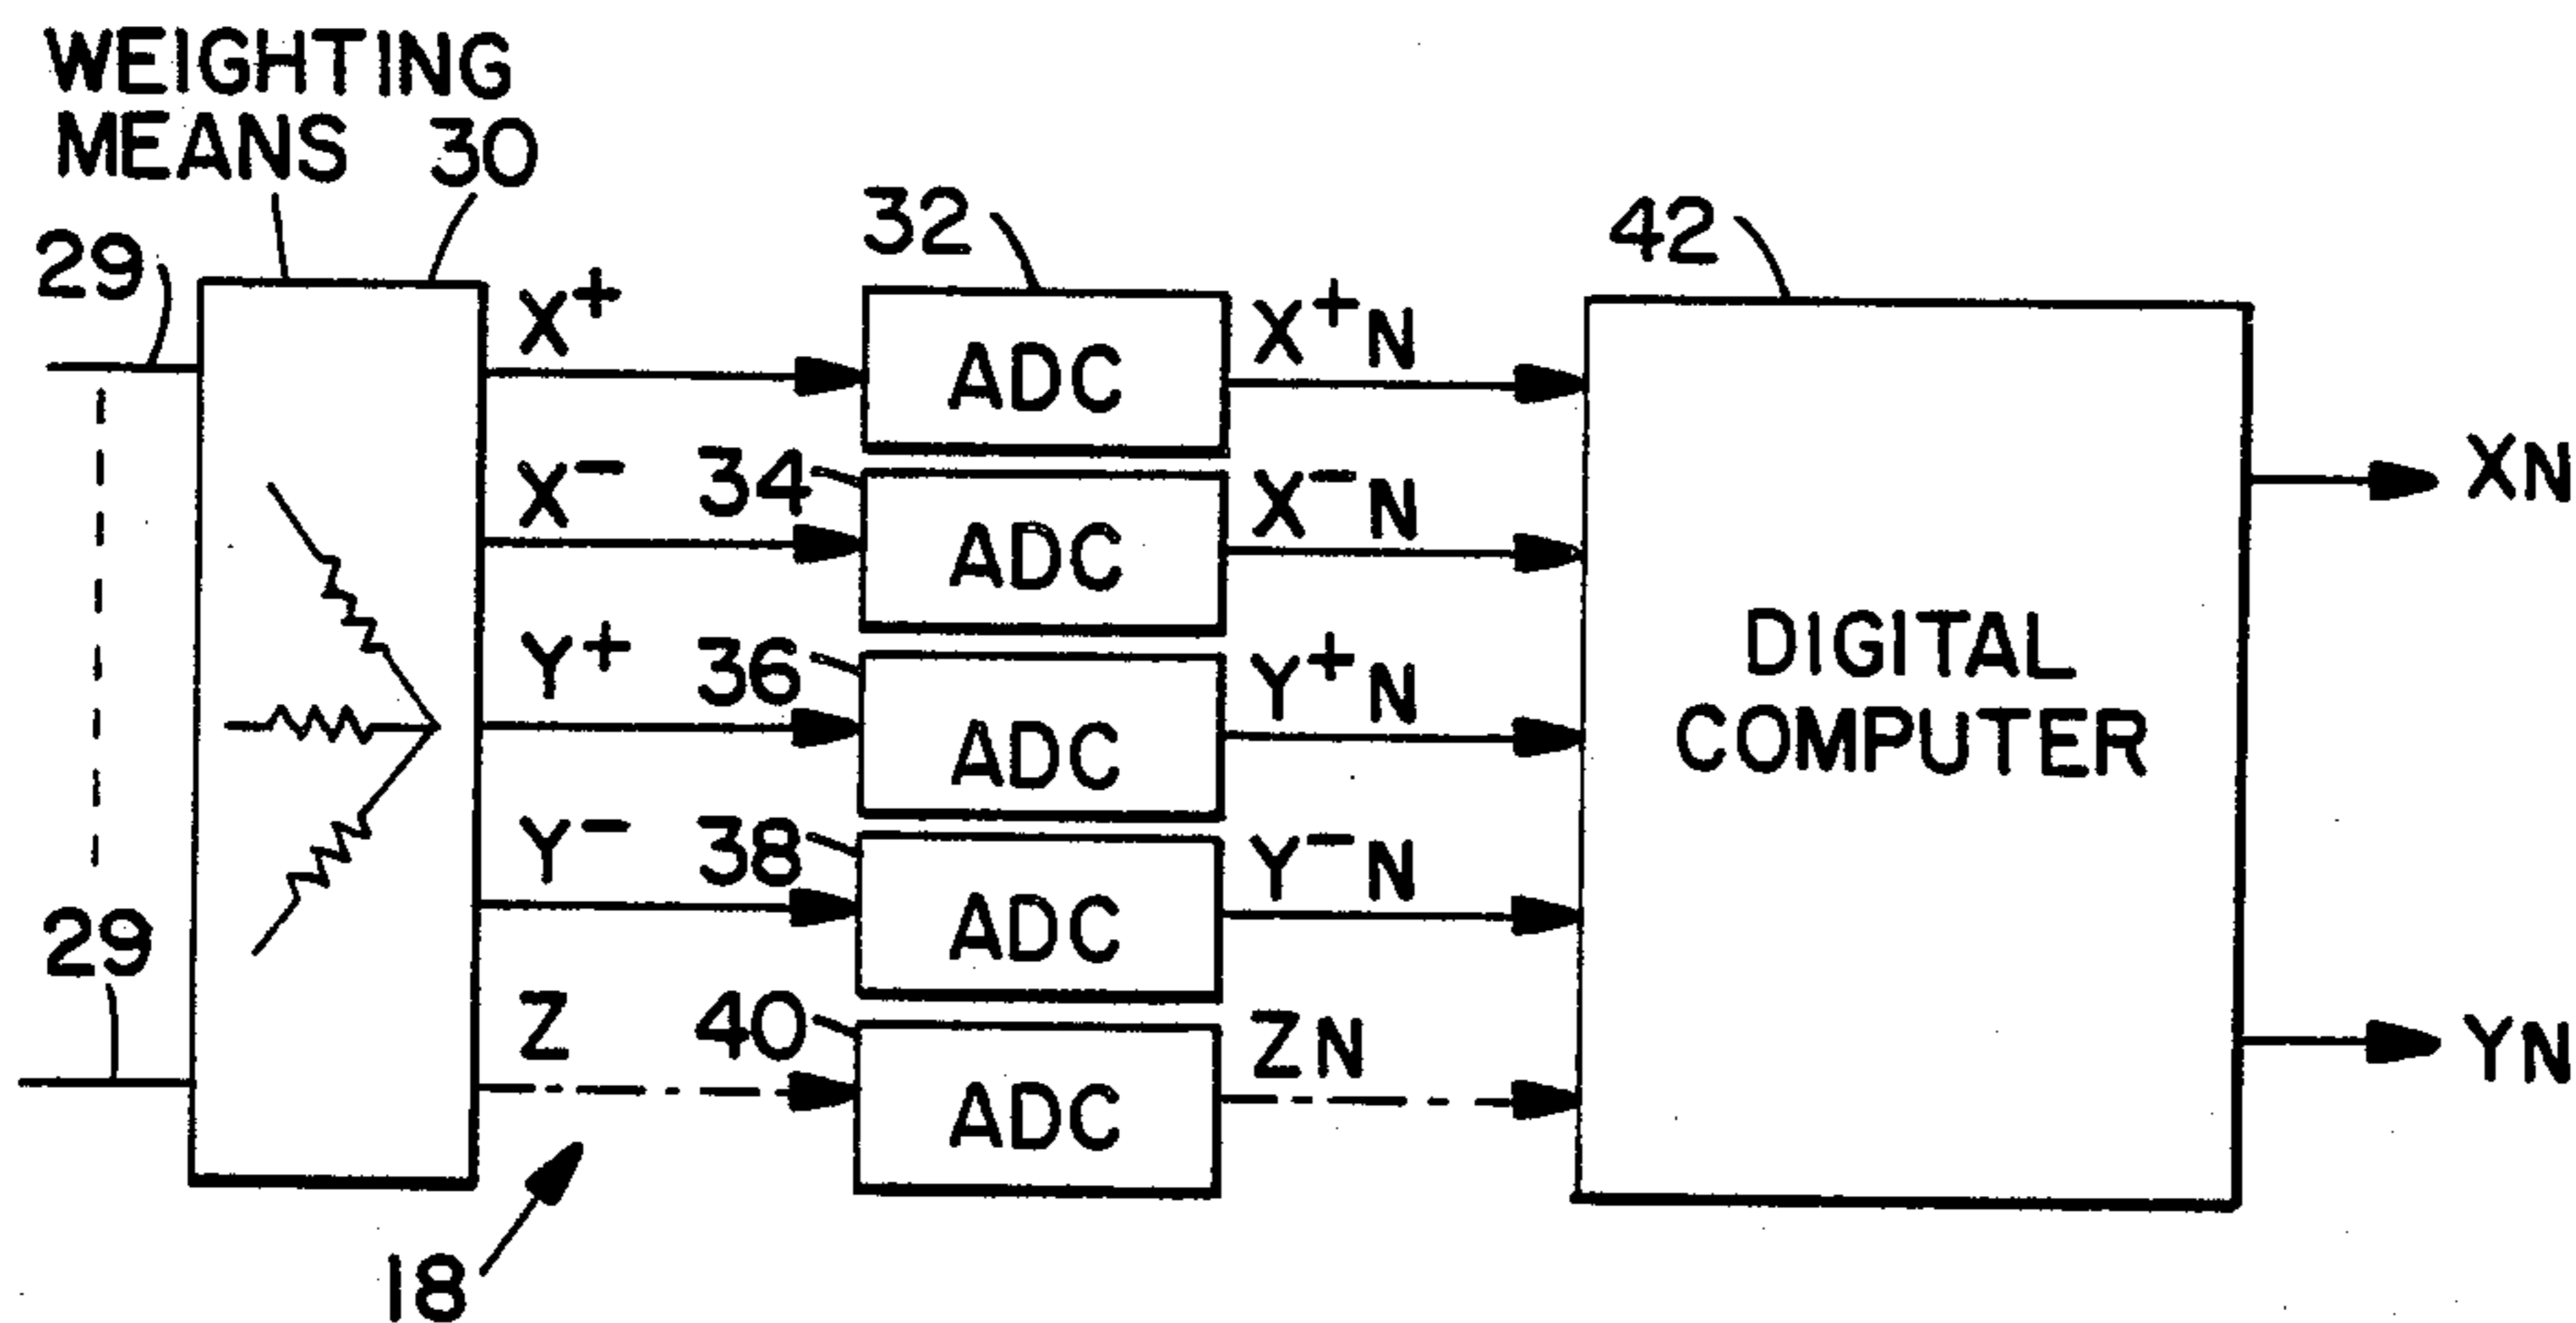 WEIGHTING
MEANS 30
29
32
42
X+
ADC
X+N
X-
34
ADC
X-N
XN
Y+
36
ADC
Y+N
DIGITAL
COMPUTER
Y-
38
ADC
Y-N
29
Z
40
ADC
ZN
YN
18